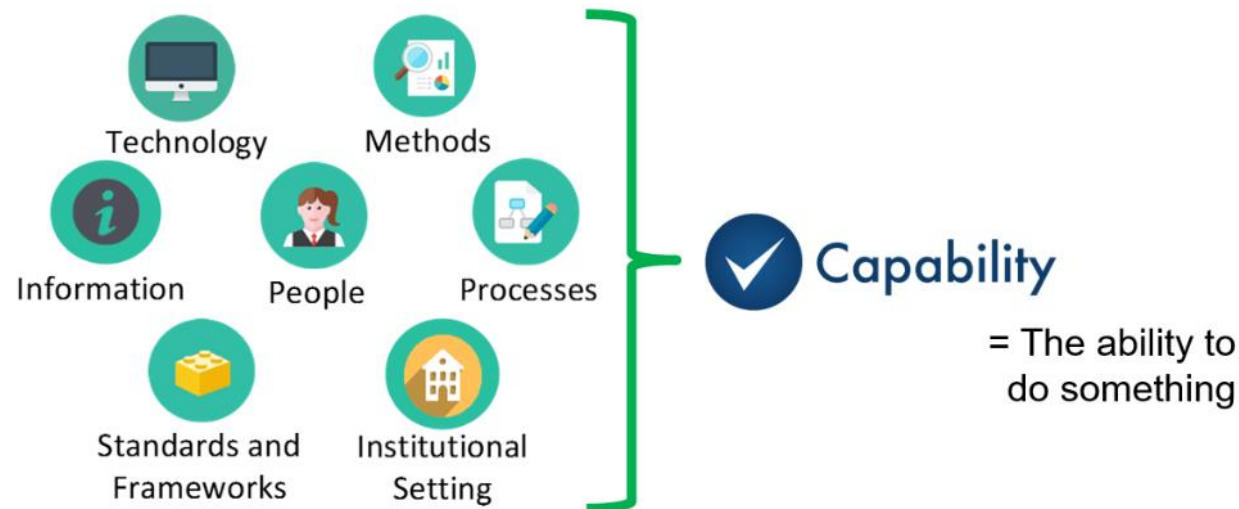 Technology
Methods
Information
People
Processes
Standards and
Frameworks
Institutional
Setting
Capability
= The ability to
do something